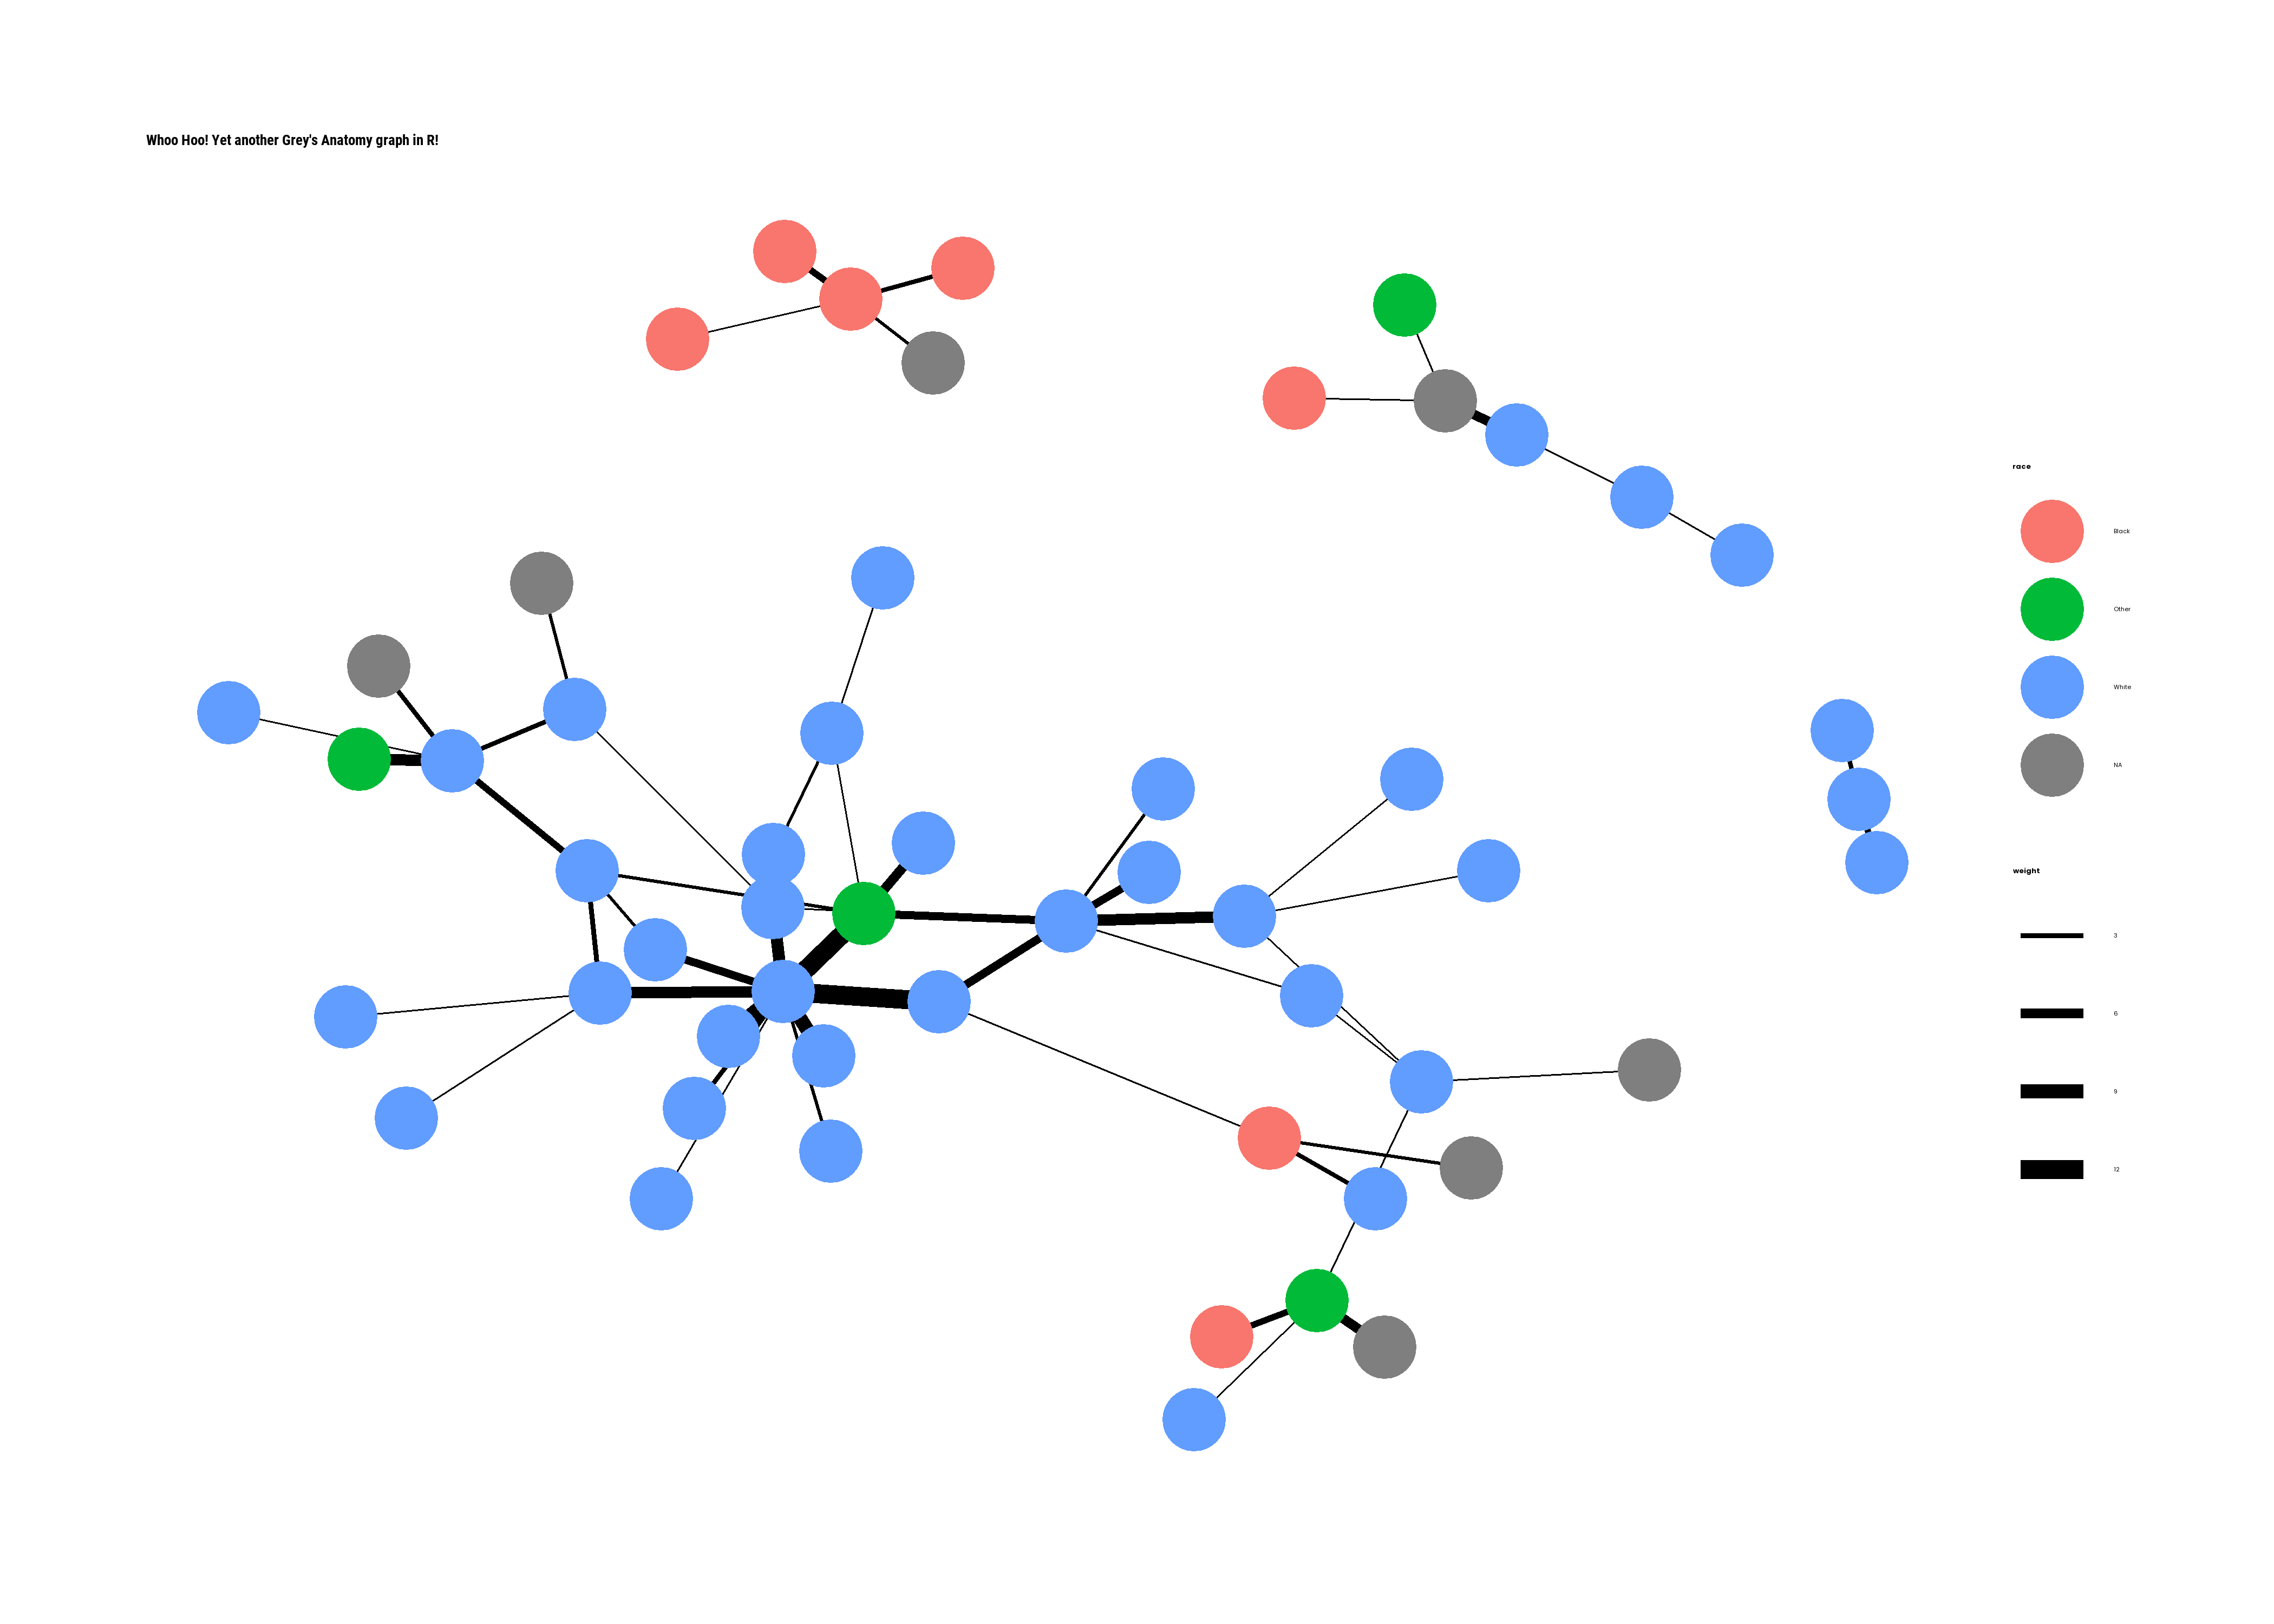 Whoo Hoo! Yet another Grey's Anatomy graph in R!
race
Black
Other
White
NA
weight
3
6
9
12